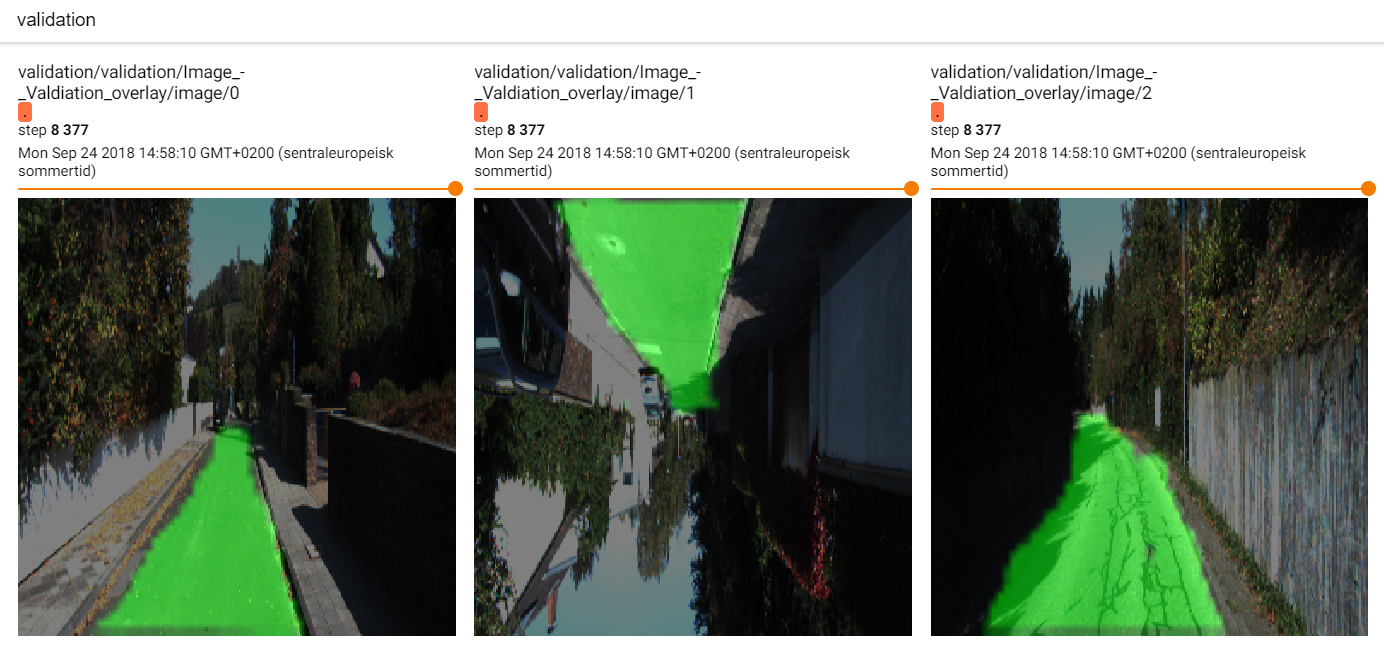 validation
validation/validation/Image_-
_Valdiation_overlay/image/0
.
step 8 377
Mon Sep 24 2018 14:58:10 GMT+0200 (sentraleuropeisk
sommertid)
validation/validation/Image_-
_Valdiation_overlay/image/1
.
step 8 377
Mon Sep 24 2018 14:58:10 GMT+0200 (sentraleuropeisk
sommertid)
validation/validation/Image_-
_Valdiation_overlay/image/2
.
step 8 377
Mon Sep 24 2018 14:58:10 GMT+0200 (sentraleuropeisk
sommertid)